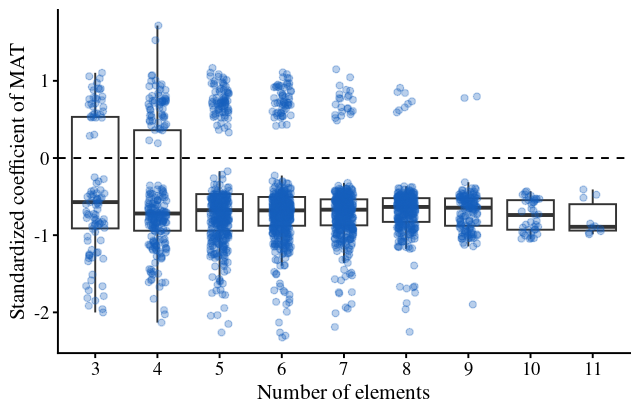 Standardized coefficient of MAT
1
0
-1
-2
3 4 5 6 7 8 9 10 11
Number of elements